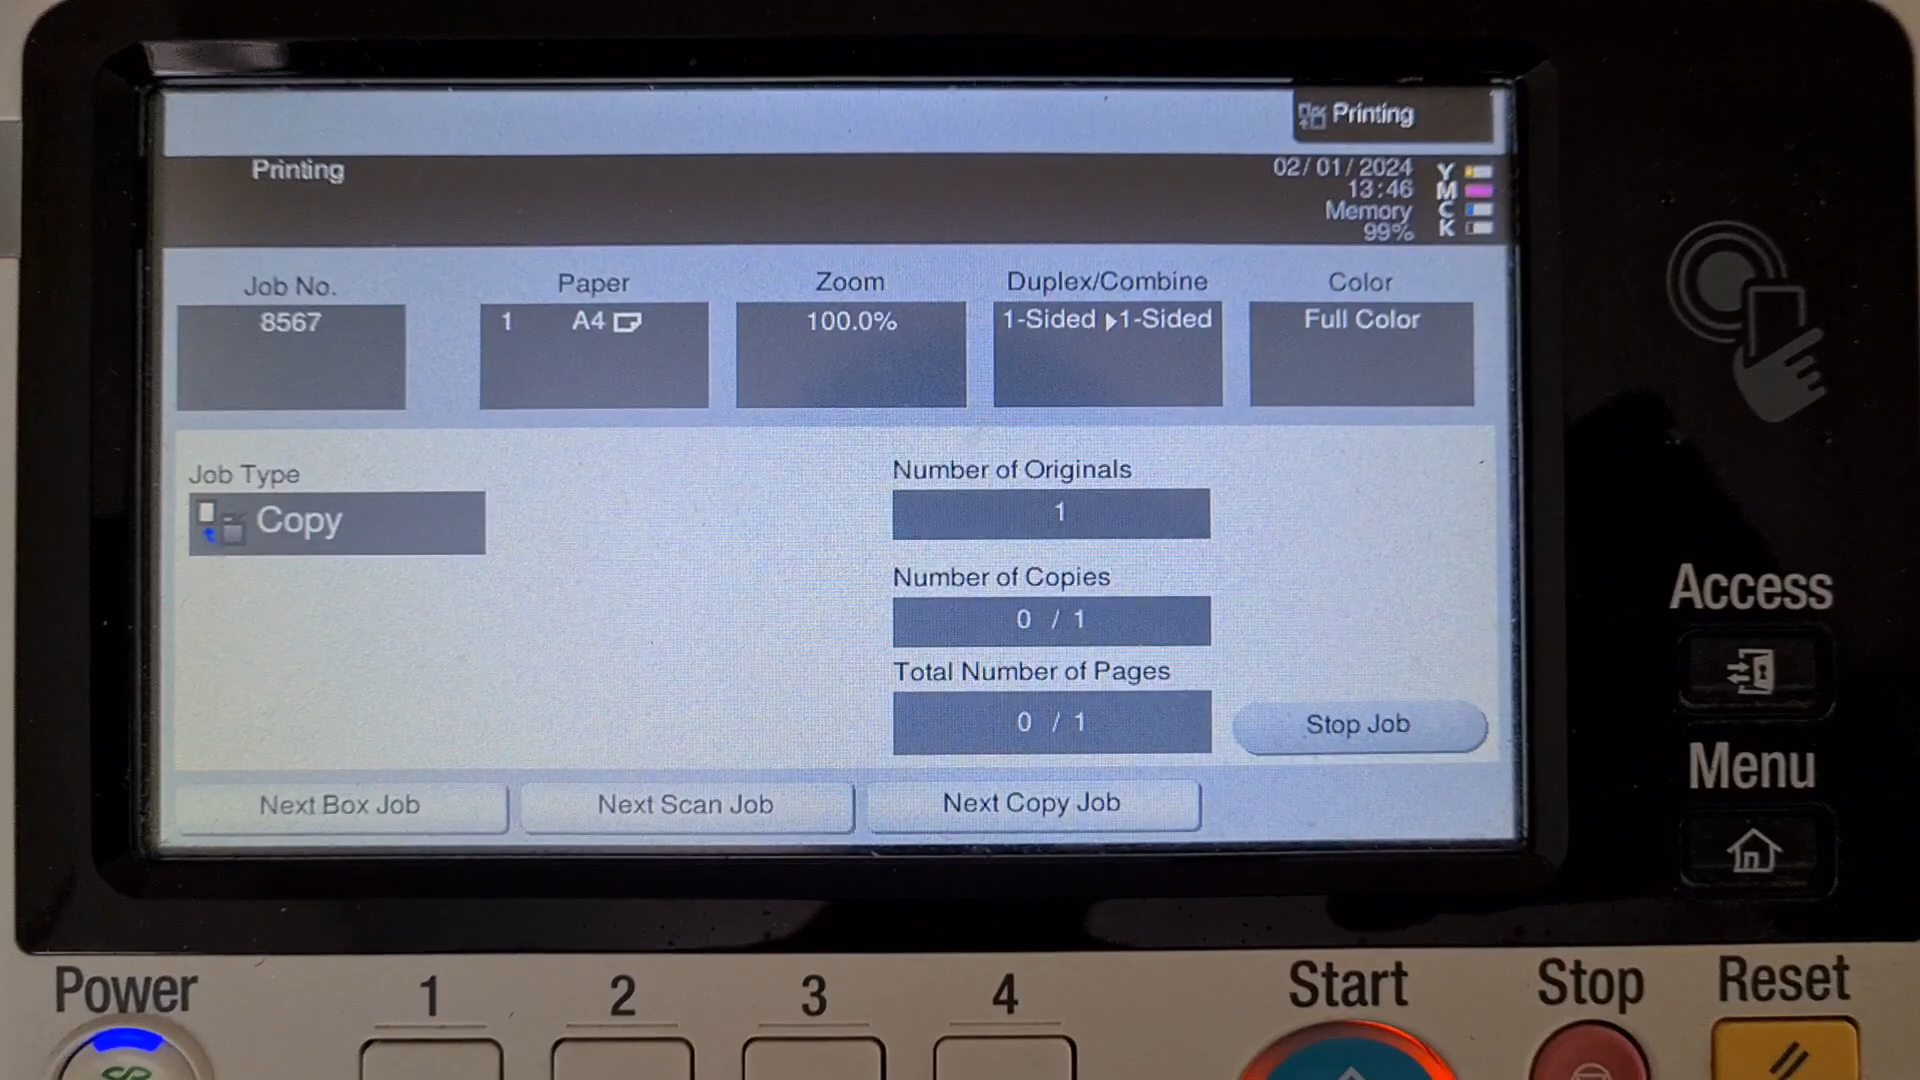 Printing
Printing
02/01/2024
13:46
Memory
99%
Y
M
C
K
Job No.
8567
Paper
1 A4
Zoom
100.0%
Duplex/Combine
1-Sided ▶1-Sided
Color
Full Color
Job Type
Copy
Number of Originals
1
Number of Copies
0 / 1
Total Number of Pages
0 / 1
Stop Job
Next Box Job
Next Scan Job
Next Copy Job
Access
Menu
Power
1
2
3
4
Start
Stop
Reset